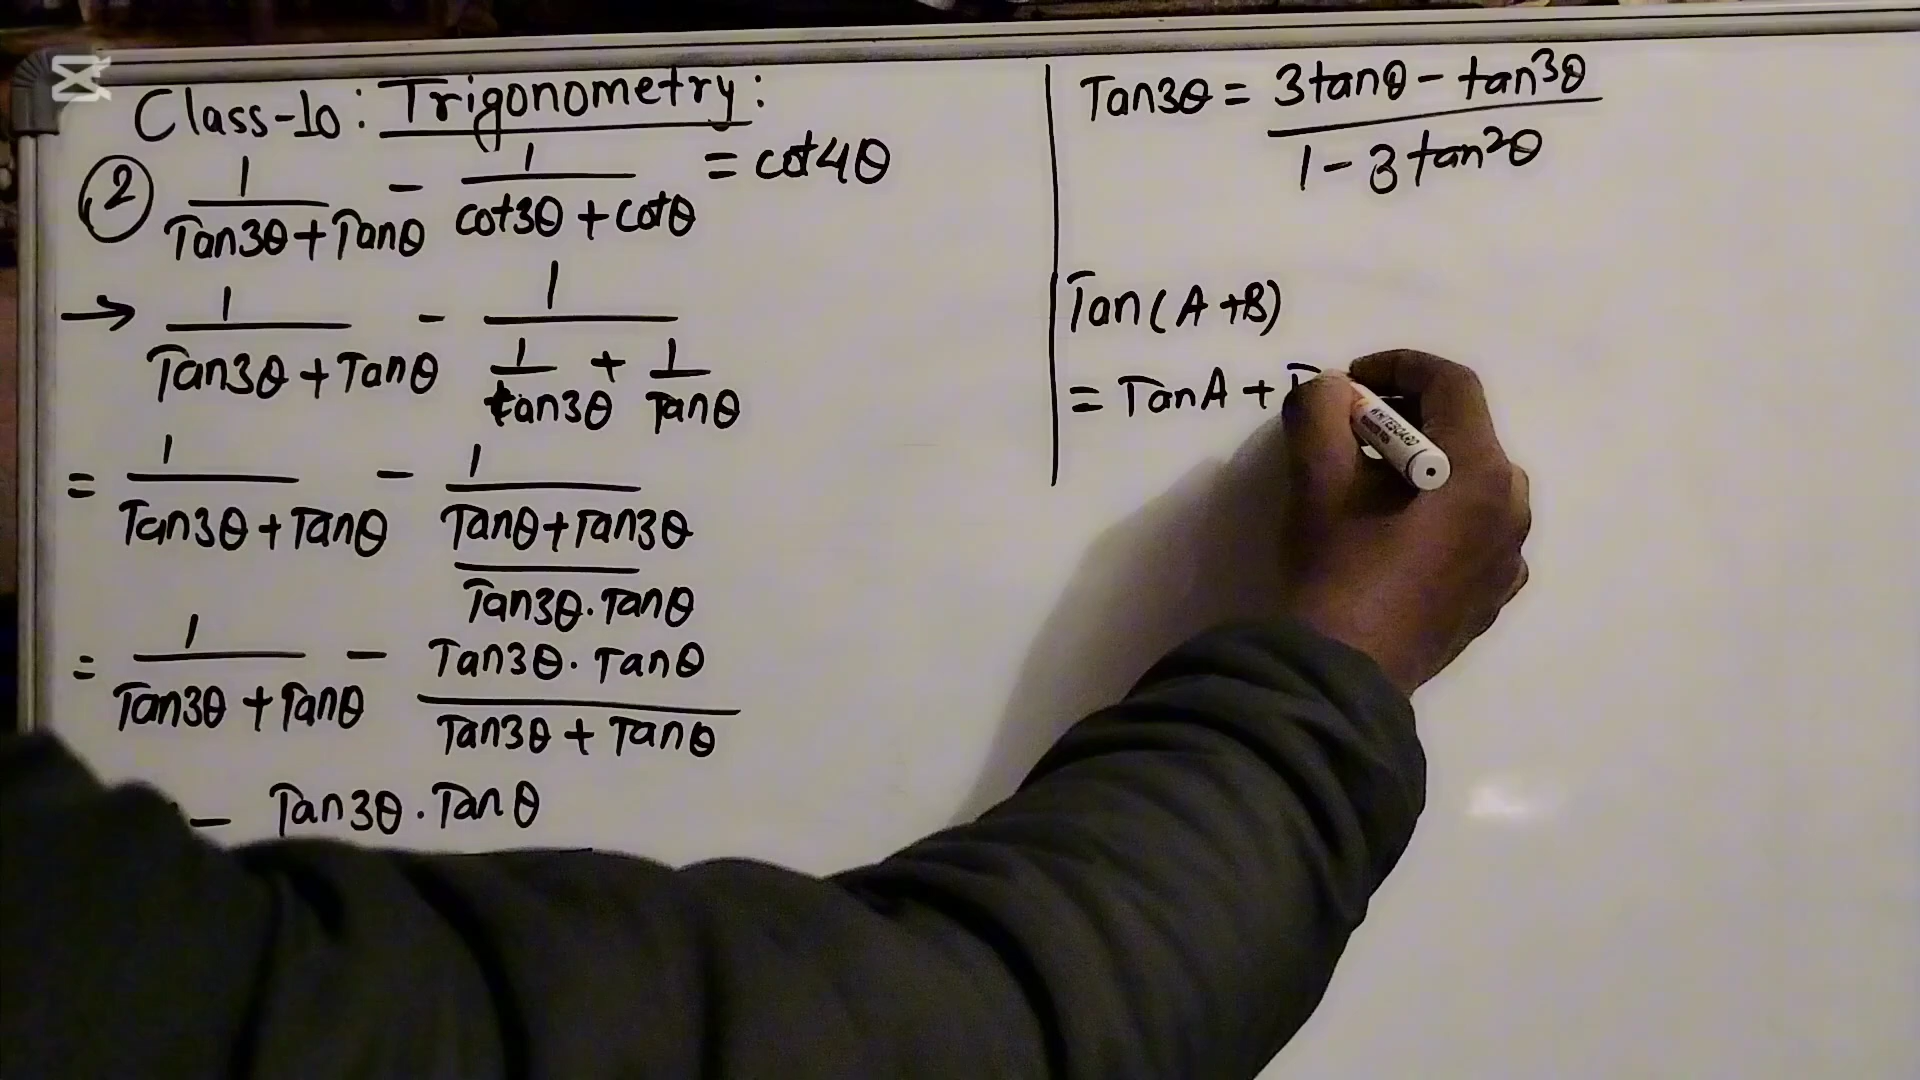 Class-10: Trigonometry:
② 1/(Tan3θ+Tanθ) - 1/(cot3θ+cotθ) = cot4θ
→ 1/(Tan3θ+Tanθ) - 1/(1/tan3θ + 1/Tanθ)
= 1/(Tan3θ+Tanθ) - 1/((Tanθ+Tan3θ)/(Tan3θ.Tanθ))
= 1/(Tan3θ+Tanθ) - (Tan3θ.Tanθ)/(Tan3θ+Tanθ)
- Tan3θ.Tanθ
Tan3θ = (3tanθ - tan³θ)/(1-3tan²θ)
Tan(A+B)
= TanA +
WHITEBOARD